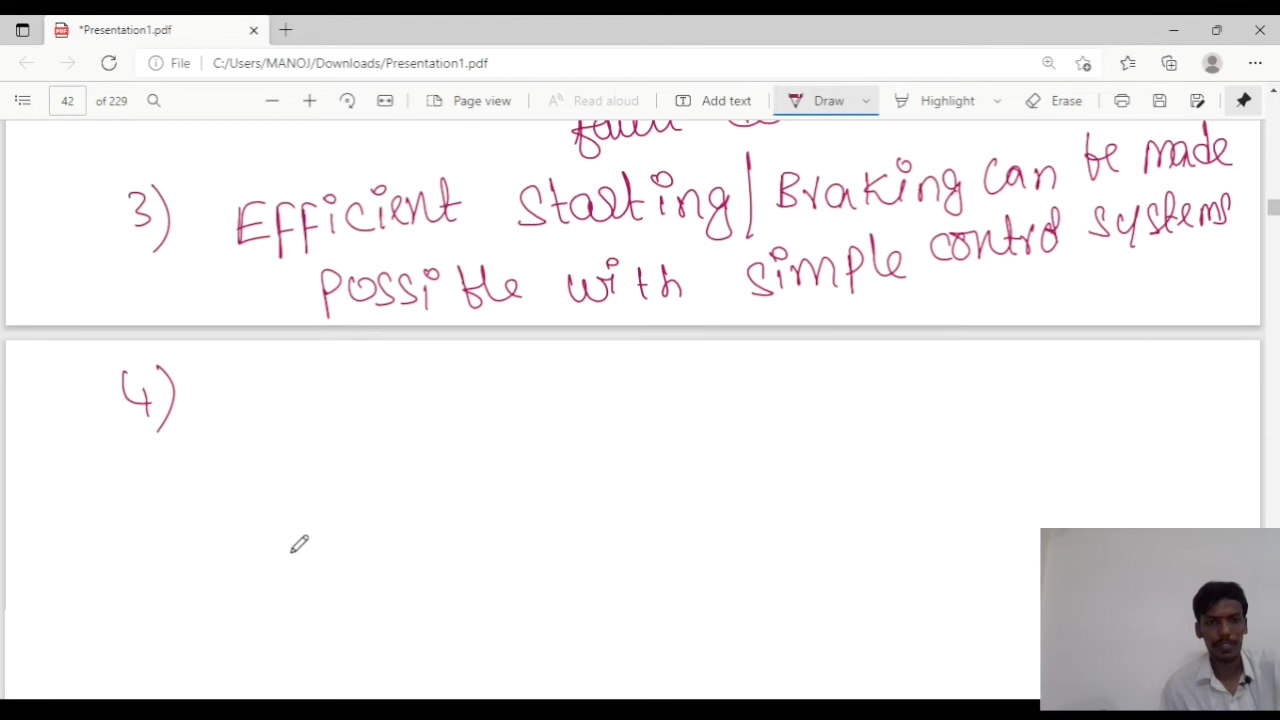 *Presentation1.pdf
File C:/Users/MANOJ/Downloads/Presentation1.pdf
42 of 229 Page view Read aloud Add text Draw Highlight Erase
3) Efficient Starting/Braking can be made
possible with simple control systems
4)